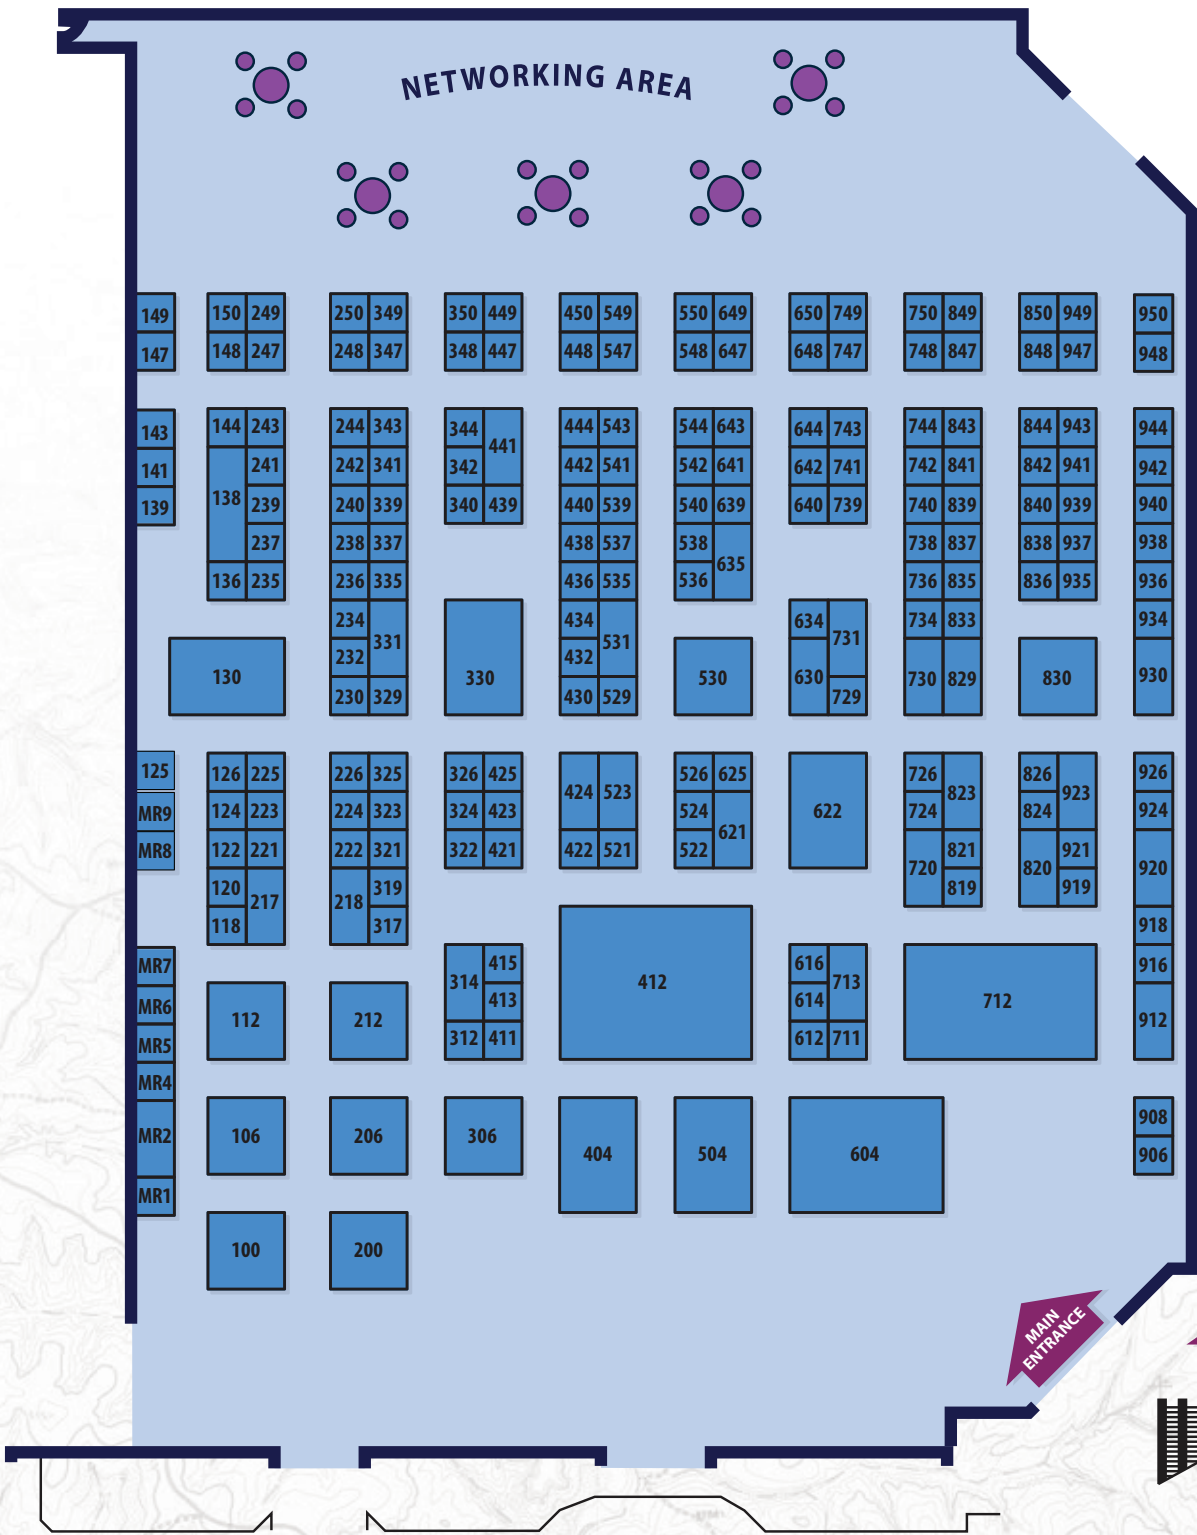 NETWORKING AREA
149 150 249 250 349 350 449 450 549 550 649 650 749 750 849 850 949 950
147 148 247 248 347 348 447 448 547 548 647 648 747 748 847 848 947 948
143 144 243 244 343 344 441 444 543 544 643 644 743 744 843 844 943 944
141 138 241 242 341 342 442 541 542 641 642 741 742 841 842 941 942
139 239 240 339 340 439 440 539 540 639 640 739 740 839 840 939 940
237 238 337 438 537 538 635 738 837 838 937 938
136 235 236 335 436 535 536 736 835 836 935 936
234 331 434 531 634 731 734 833 934
130 232 330 432 530 630 730 829 830 930
230 329 430 529 729
125 126 225 226 325 326 425 424 523 526 625 622 726 823 826 923 926
MR9 124 223 224 323 324 423 524 621 724 824 924
MR8 122 221 222 321 322 421 422 521 522 720 821 820 921 920
120 217 218 319 819 919
118 317 918
MR7 314 415 412 616 713 712 916
MR6 112 212 413 614 912
MR5 312 411 612 711
MR4
MR2 106 206 306 404 504 604 908
906
MR1
100 200
MAIN
ENTRANCE